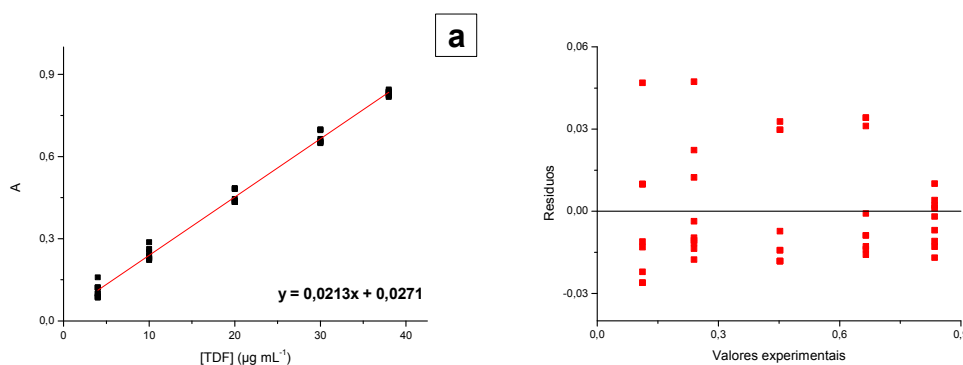 a
0,9
0,6
0,3
0,0
A
0 10 20 30 40
[TDF] (µg mL⁻¹)
y = 0,0213x + 0,0271
0,06
0,03
0,00
-0,03
Residuos
0,0 0,3 0,6
Valores experimentais